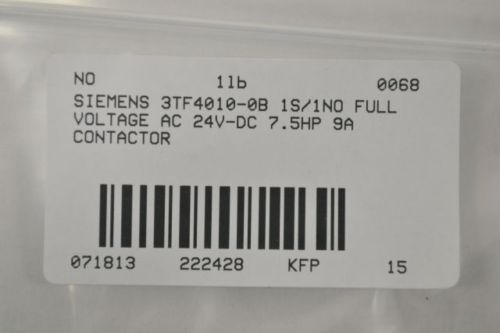 NO 1lb 0068
SIEMENS 3TF4010-0B 1S/1NO FULL
VOLTAGE AC 24V-DC 7.5HP 9A
CONTACTOR
071813 222428 KFP 15